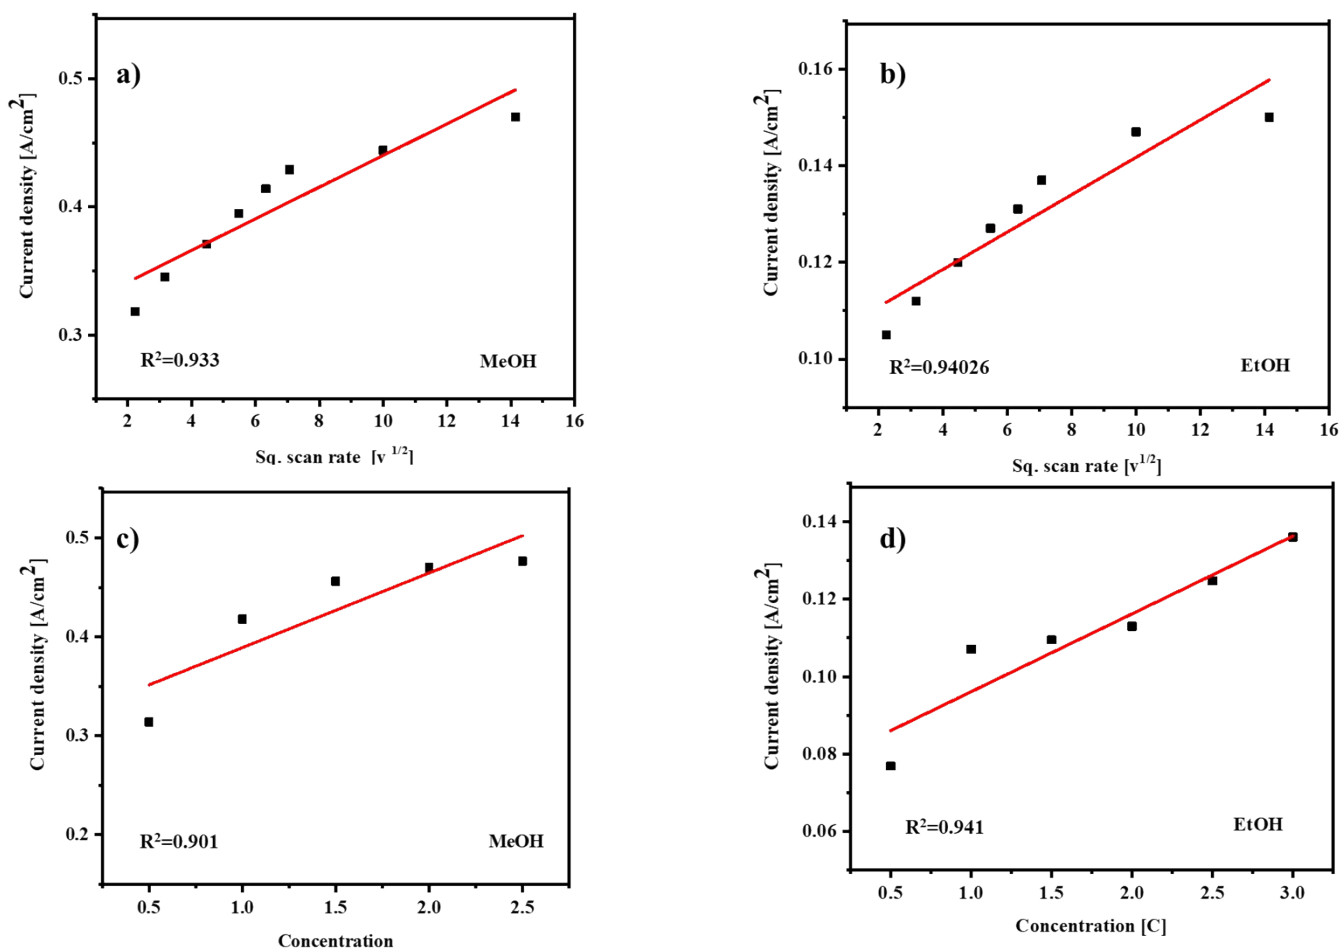 a)
Current density [A/cm²]
0.5
0.4
0.3
R²=0.933
MeOH
2 4 6 8 10 12 14 16
Sq. scan rate [v 1/2]
b)
Current density [A/cm²]
0.16
0.14
0.12
0.10
R²=0.94026
EtOH
2 4 6 8 10 12 14 16
Sq. scan rate [v1/2]
c)
Current density [A/cm²]
0.5
0.4
0.3
0.2
R²=0.901
MeOH
0.5 1.0 1.5 2.0 2.5
Concentration
d)
Current density [A/cm²]
0.14
0.12
0.10
0.08
0.06
R²=0.941
EtOH
0.5 1.0 1.5 2.0 2.5 3.0
Concentration [C]